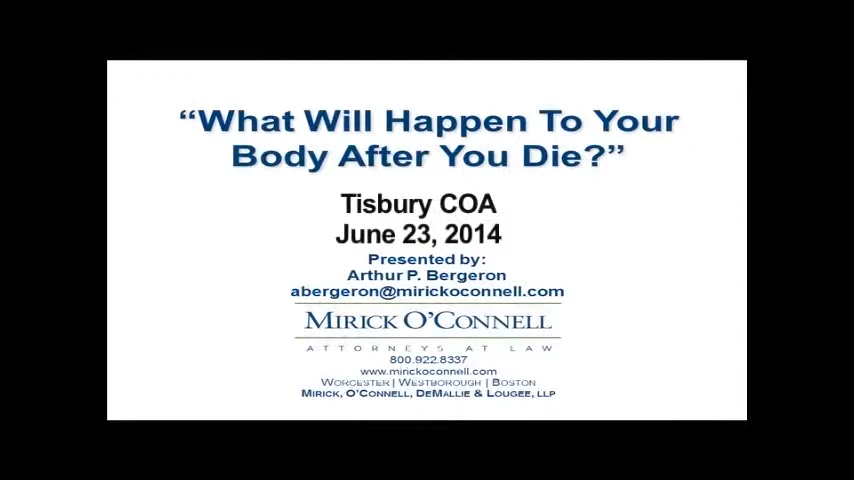 “What Will Happen To Your
Body After You Die?”
Tisbury COA
June 23, 2014
Presented by:
Arthur P. Bergeron
abergeron@mirickoconnell.com
MIRICK O’CONNELL
ATTORNEYS AT LAW
800.922.8337
www.mirickoconnell.com
WORCESTER | WESTBOROUGH | BOSTON
MIRICK, O’CONNELL, DEMALLIE & LOUGEE, LLP